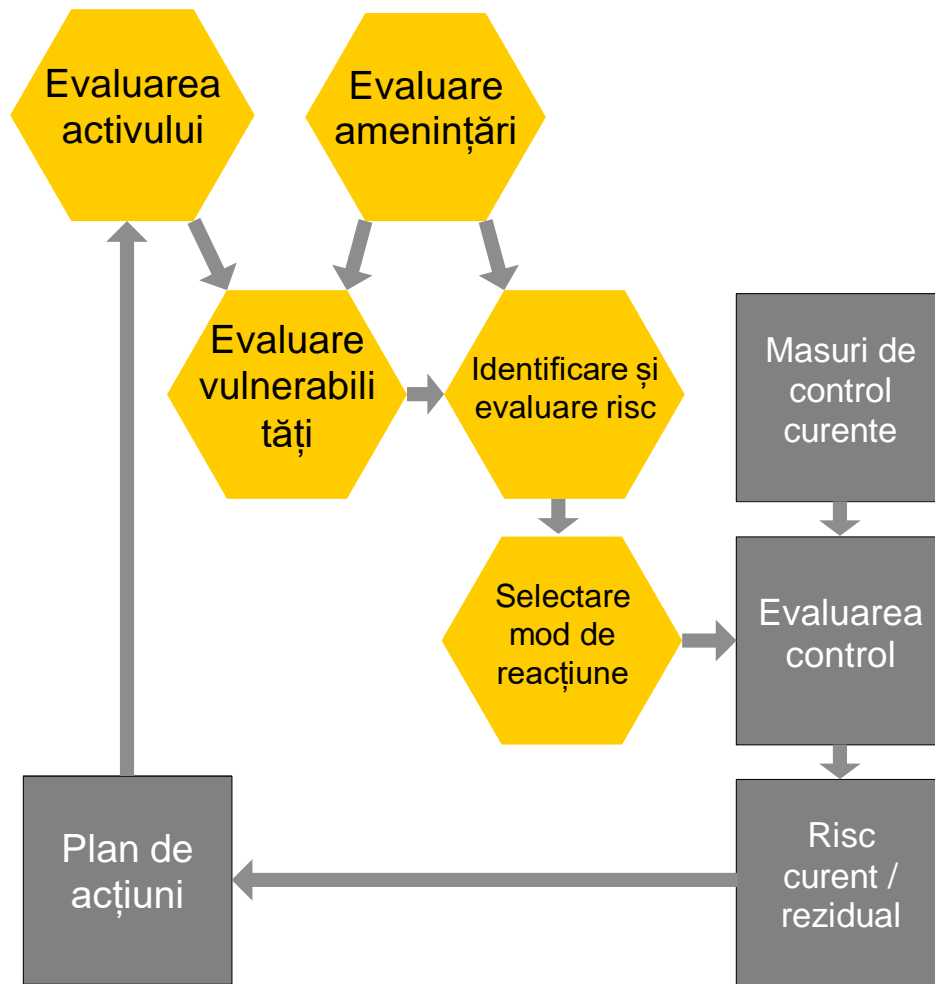 Evaluarea
activului
Evaluare
amenințări
Evaluare
vulnerabili
tăți
Identificare și
evaluare risc
Masuri de
control
curente
Selectare
mod de
reacțiune
Evaluarea
control
Plan de
acțiuni
Risc
curent /
rezidual